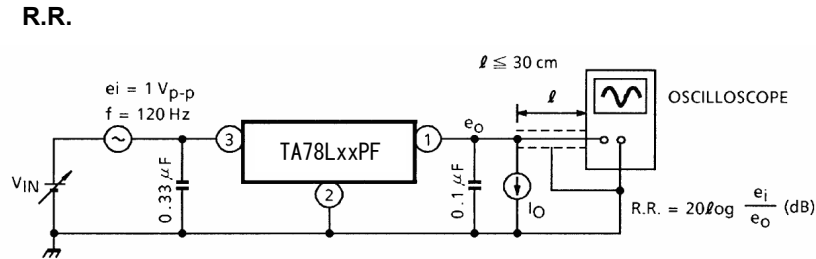 R.R.
ℓ ≦ 30 cm
ei = 1 Vp-p
f = 120 Hz
ℓ
OSCILLOSCOPE
eo
3
TA78LxxPF
1
VIN
0.33 μF
2
0.1 μF
IO
R.R. = 20ℓog ei/eo (dB)